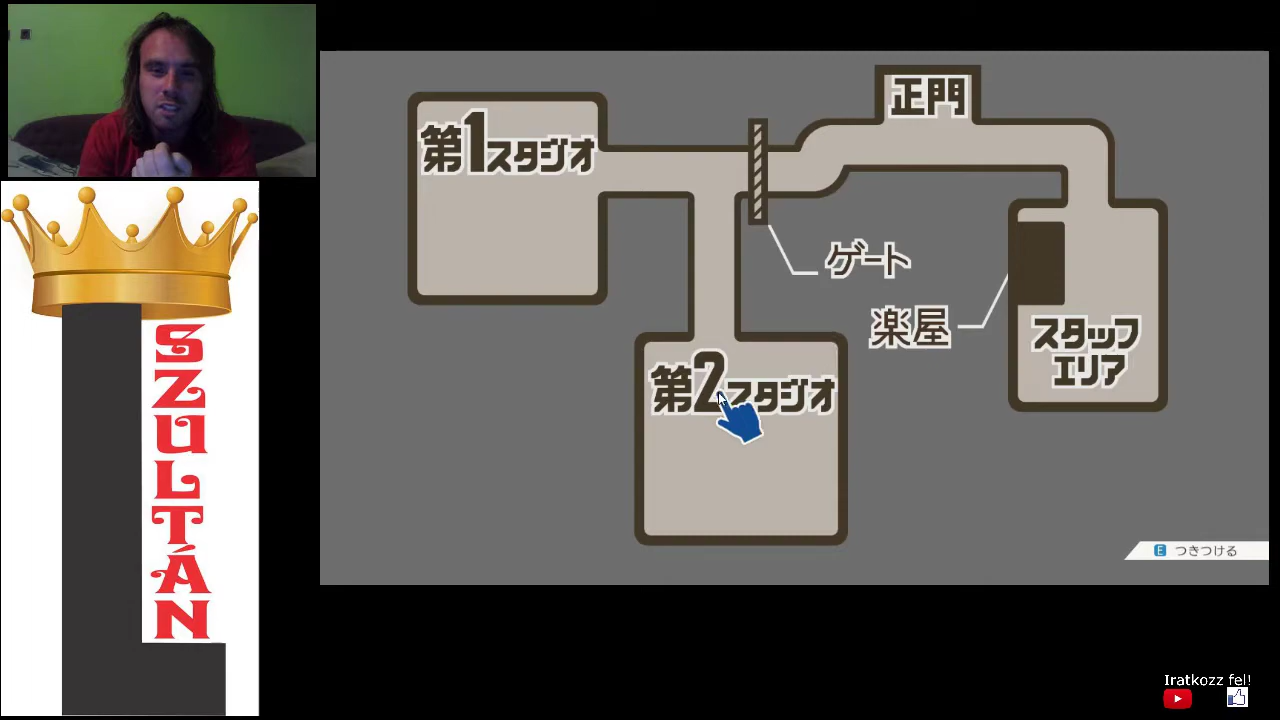 正門
第1スタジオ
ゲート
楽屋
スタッフ
エリア
第2スタジオ
E つきつける
L SZULTÁN
Iratkozz fel!